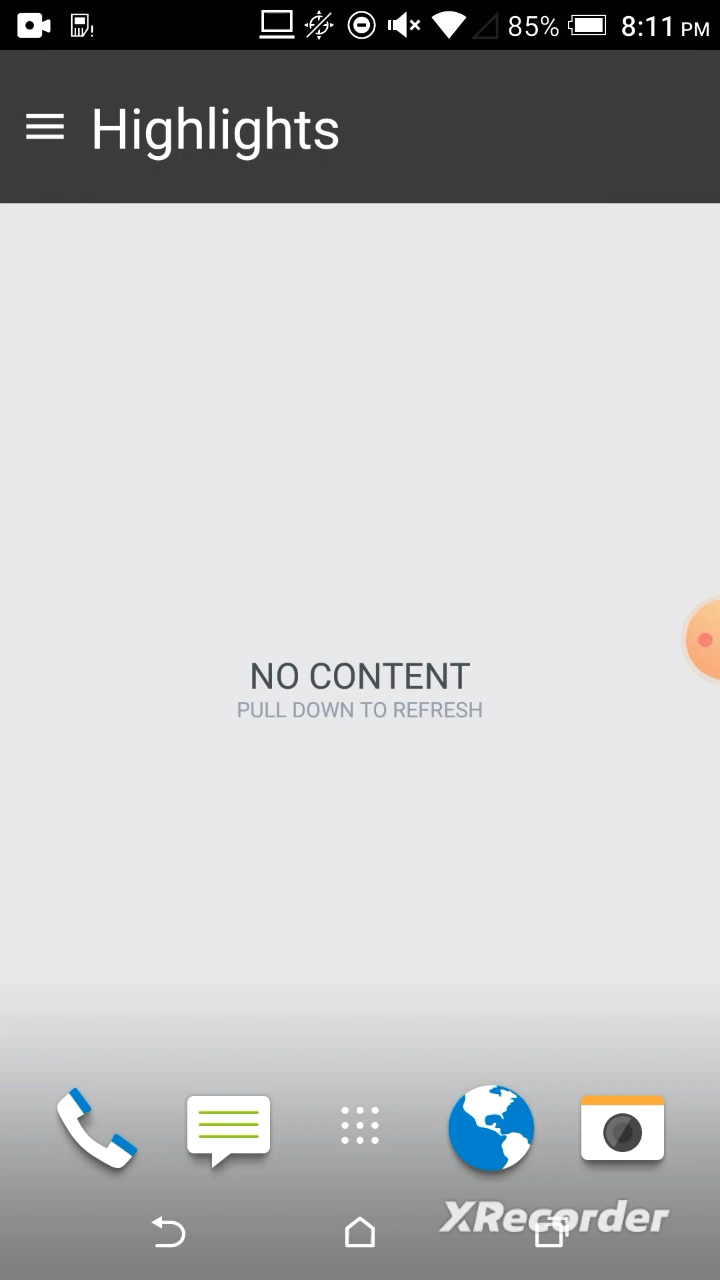 85% 8:11 PM
Highlights
NO CONTENT
PULL DOWN TO REFRESH
XRecorder